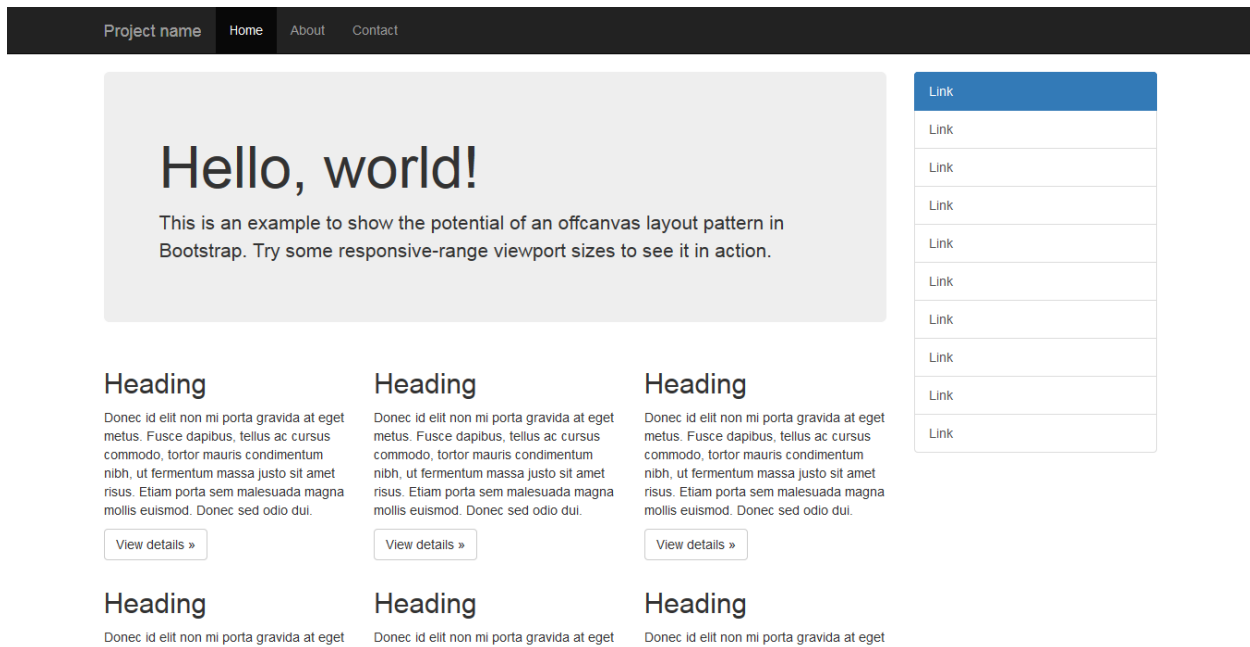 Project name Home About Contact
Hello, world!
This is an example to show the potential of an offcanvas layout pattern in
Bootstrap. Try some responsive-range viewport sizes to see it in action.
Link
Link
Link
Link
Link
Link
Link
Link
Link
Link
Heading
Donec id elit non mi porta gravida at eget
metus. Fusce dapibus, tellus ac cursus
commodo, tortor mauris condimentum
nibh, ut fermentum massa justo sit amet
risus. Etiam porta sem malesuada magna
mollis euismod. Donec sed odio dui.
View details »
Heading
Donec id elit non mi porta gravida at eget
metus. Fusce dapibus, tellus ac cursus
commodo, tortor mauris condimentum
nibh, ut fermentum massa justo sit amet
risus. Etiam porta sem malesuada magna
mollis euismod. Donec sed odio dui.
View details »
Heading
Donec id elit non mi porta gravida at eget
metus. Fusce dapibus, tellus ac cursus
commodo, tortor mauris condimentum
nibh, ut fermentum massa justo sit amet
risus. Etiam porta sem malesuada magna
mollis euismod. Donec sed odio dui.
View details »
Heading
Donec id elit non mi porta gravida at eget
Heading
Donec id elit non mi porta gravida at eget
Heading
Donec id elit non mi porta gravida at eget